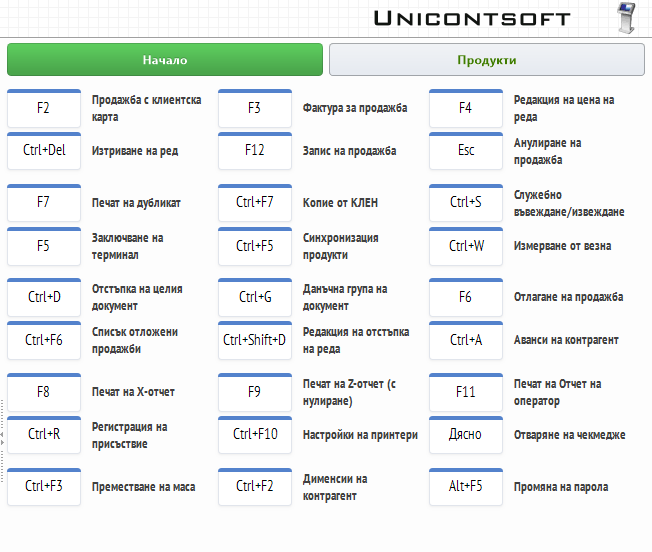 UNICONTSOFT
Начало
Продукти
F2
Продажба с клиентска
карта
F3
Фактура за продажба
F4
Редакция на цена на
реда
Ctrl+Del
Изтриване на ред
F12
Запис на продажба
Esc
Анулиране на
продажба
F7
Печат на дубликат
Ctrl+F7
Копие от КЛЕН
Ctrl+S
Служебно
въвеждане/извеждане
F5
Заключване на
терминал
Ctrl+F5
Синхронизация
продукти
Ctrl+W
Измерване от везна
Ctrl+D
Отстъпка на целия
документ
Ctrl+G
Данъчна група на
документ
F6
Отлагане на продажба
Ctrl+F6
Списък отложени
продажби
Ctrl+Shift+D
Редакция на отстъпка
на реда
Ctrl+A
Аванси на контрагент
F8
Печат на X-отчет
F9
Печат на Z-отчет (с
нулиране)
F11
Печат на Отчет на
оператор
Ctrl+R
Регистрация на
присъствие
Ctrl+F10
Настройки на принтери
Дясно
Отваряне на чекмедже
Ctrl+F3
Преместване на маса
Ctrl+F2
Дименсии на
контрагент
Alt+F5
Промяна на парола